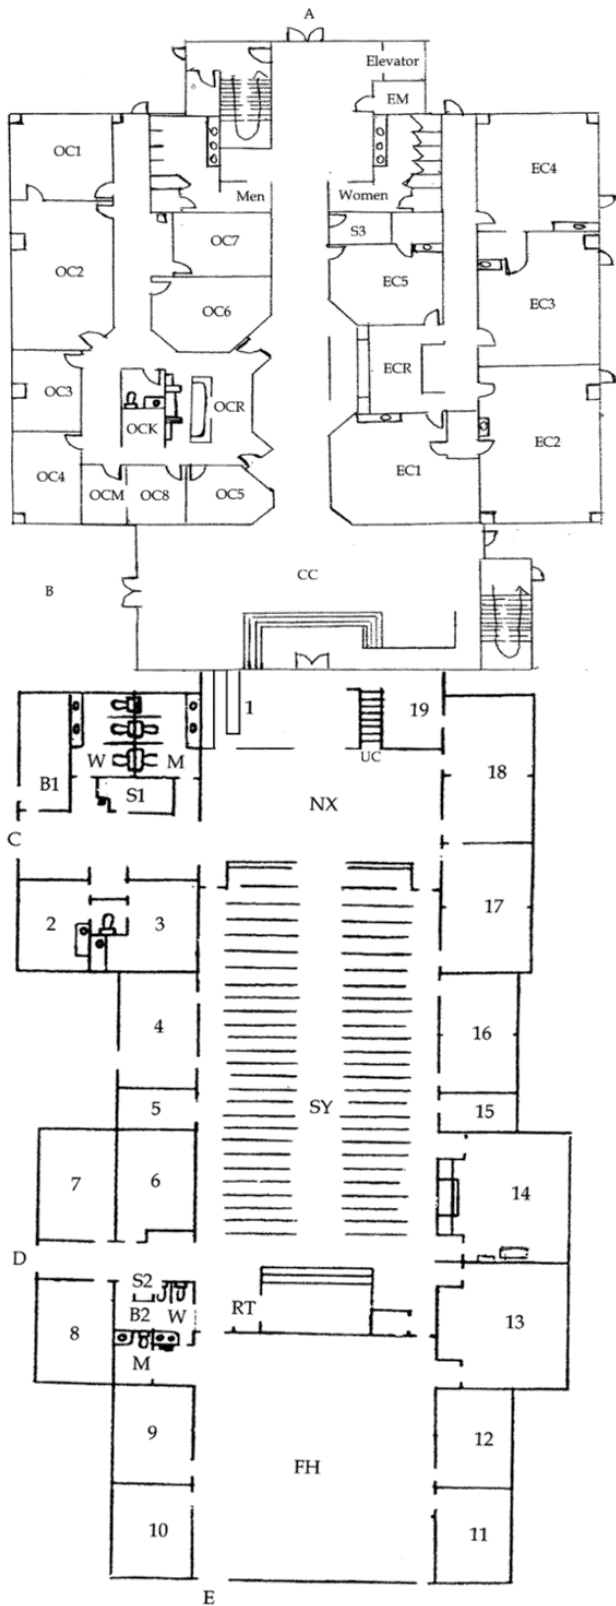 A
Elevator
EM
OC1
EC4
Men
Women
OC7
S3
OC2
EC5
EC3
OC6
ECR
OC3
OCR
OCK
EC2
OC4
OCM
OC8
OC5
EC1
CC
B
1
19
UC
W
M
18
B1
S1
NX
C
2
3
17
4
16
5
SY
15
7
6
14
D
S2
RT
B2
W
13
8
M
9
12
FH
10
11
E